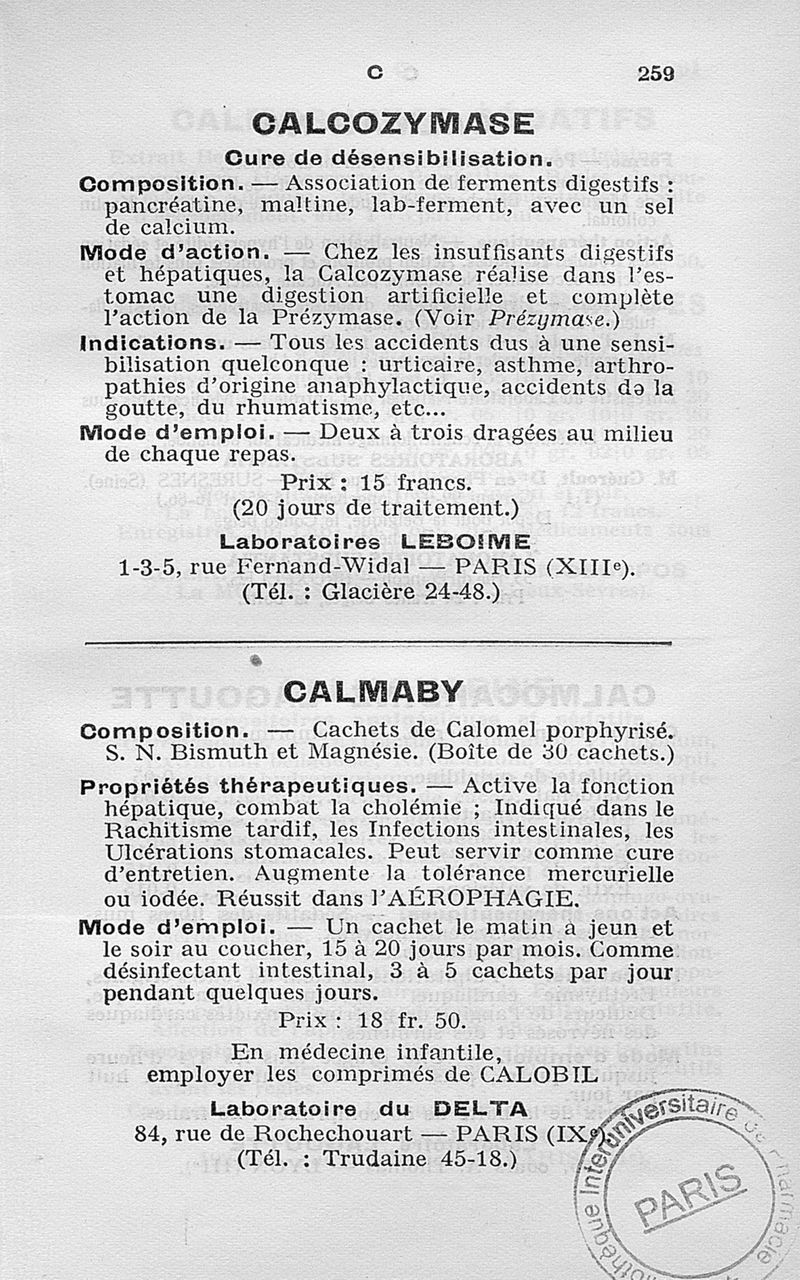 C 259
CALCOZYMASE
Cure de désensibilisation.
Composition. — Association de ferments digestifs :
pancréatine, maltine, lab-ferment, avec un sel
de calcium.
Mode d'action. — Chez les insuffisants digestifs
et hépatiques, la Calcozymase réalise dans l'es-
tomac une digestion artificielle et complète
l'action de la Prézymase. (Voir Prézymase.)
Indications. — Tous les accidents dus à une sensi-
bilisation quelconque : urticaire, asthme, arthro-
pathies d'origine anaphylactique, accidents de la
goutte, du rhumatisme, etc...
Mode d'emploi. — Deux à trois dragées au milieu
de chaque repas.
Prix : 15 francs.
(20 jours de traitement.)
Laboratoires LEBOIME
1-3-5, rue Fernand-Widal — PARIS (XIIIe).
(Tél. : Glacière 24-48.)
CALMABY
Composition. — Cachets de Calomel porphyrisé.
S. N. Bismuth et Magnésie. (Boîte de 30 cachets.)
Propriétés thérapeutiques. — Active la fonction
hépatique, combat la cholémie ; Indiqué dans le
Rachitisme tardif, les Infections intestinales, les
Ulcérations stomacales. Peut servir comme cure
d'entretien. Augmente la tolérance mercurielle
ou iodée. Réussit dans l'AÉROPHAGIE.
Mode d'emploi. — Un cachet le matin à jeun et
le soir au coucher, 15 à 20 jours par mois. Comme
désinfectant intestinal, 3 à 5 cachets par jour
pendant quelques jours.
Prix : 18 fr. 50.
En médecine infantile,
employer les comprimés de CALOBIL
Laboratoire du DELTA
84, rue de Rochechouart — PARIS (IXe).
(Tél. : Trudaine 45-18.)
Interuniversitaire de Pharmacie
PARIS